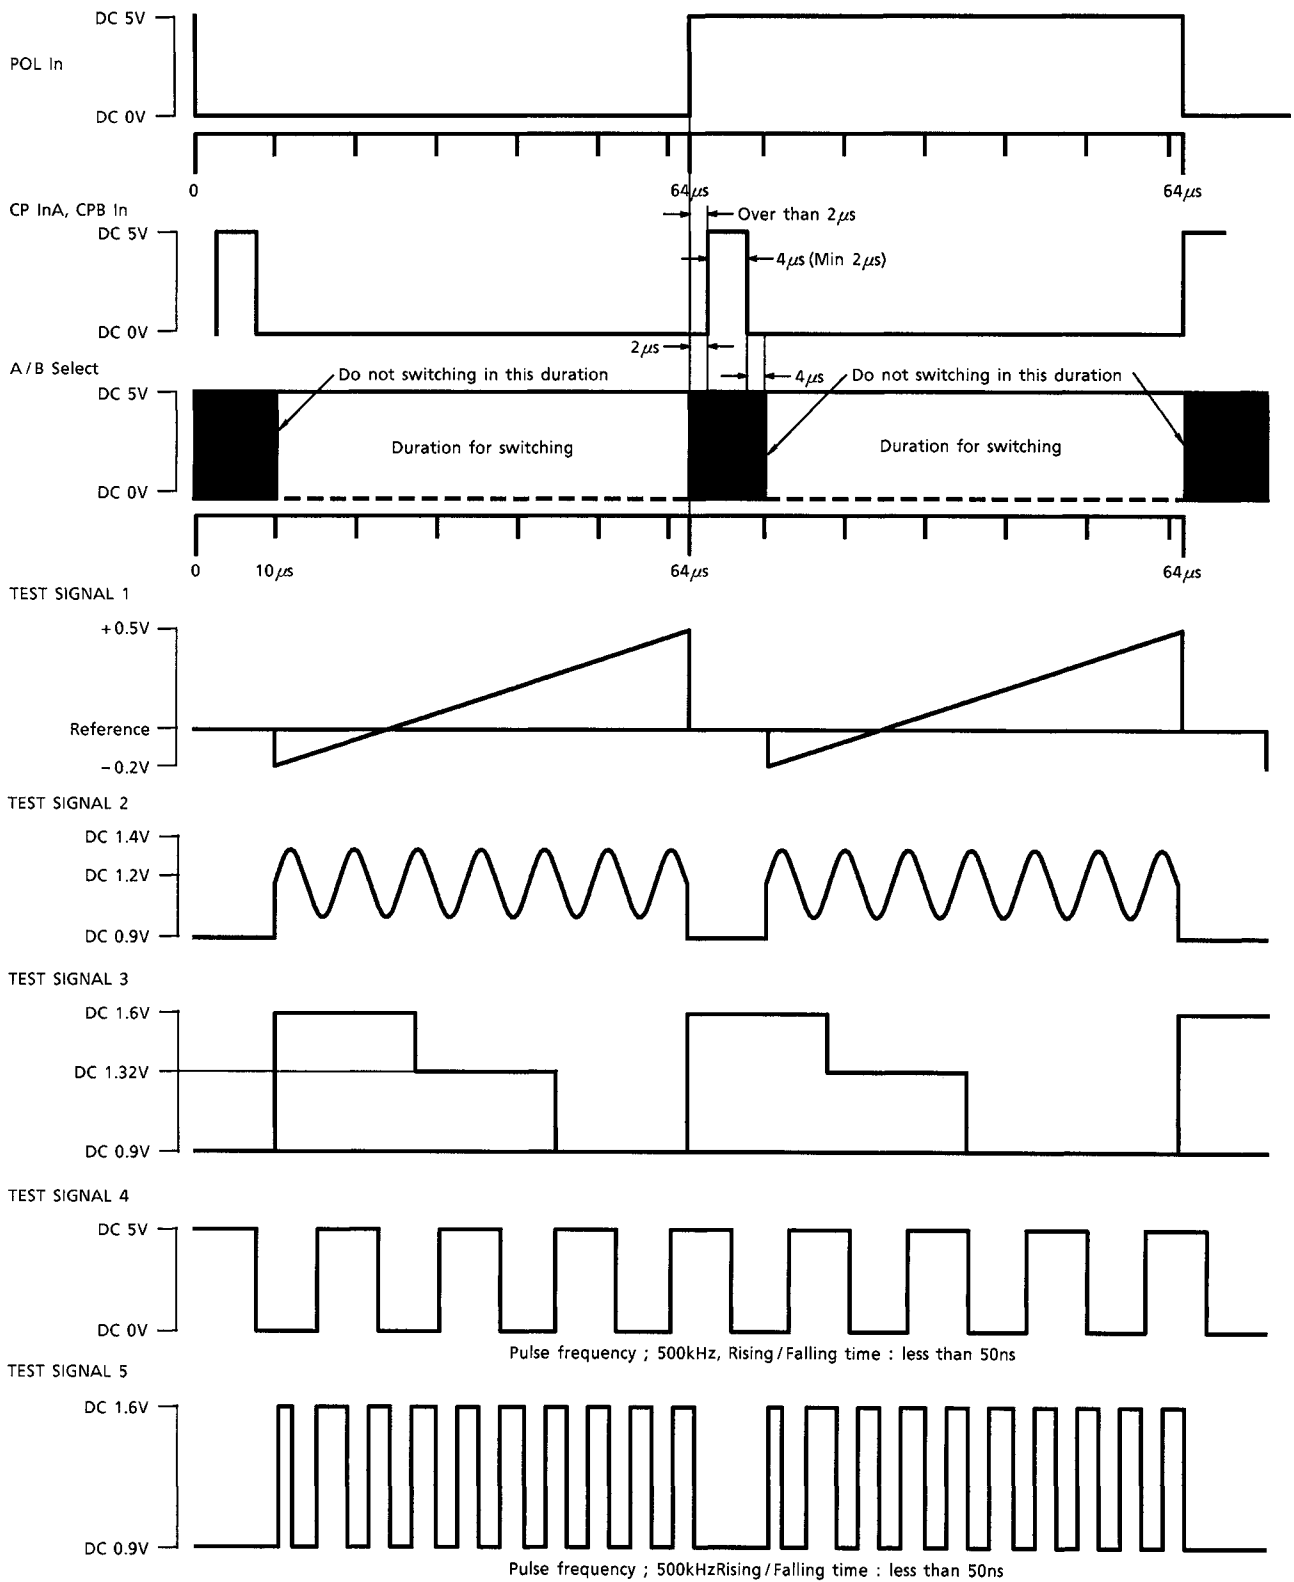 DC 5V
POL In
DC 0V
0 64μs 64μs
CP InA, CPB In
DC 5V
Over than 2μs
4μs (Min 2μs)
DC 0V
2μs
A/B Select
Do not switching in this duration
4μs
Do not switching in this duration
DC 5V
Duration for switching
Duration for switching
DC 0V
0 10μs 64μs 64μs
TEST SIGNAL 1
+0.5V
Reference
−0.2V
TEST SIGNAL 2
DC 1.4V
DC 1.2V
DC 0.9V
TEST SIGNAL 3
DC 1.6V
DC 1.32V
DC 0.9V
TEST SIGNAL 4
DC 5V
DC 0V
Pulse frequency ; 500kHz, Rising/Falling time : less than 50ns
TEST SIGNAL 5
DC 1.6V
DC 0.9V
Pulse frequency ; 500kHzRising/Falling time : less than 50ns